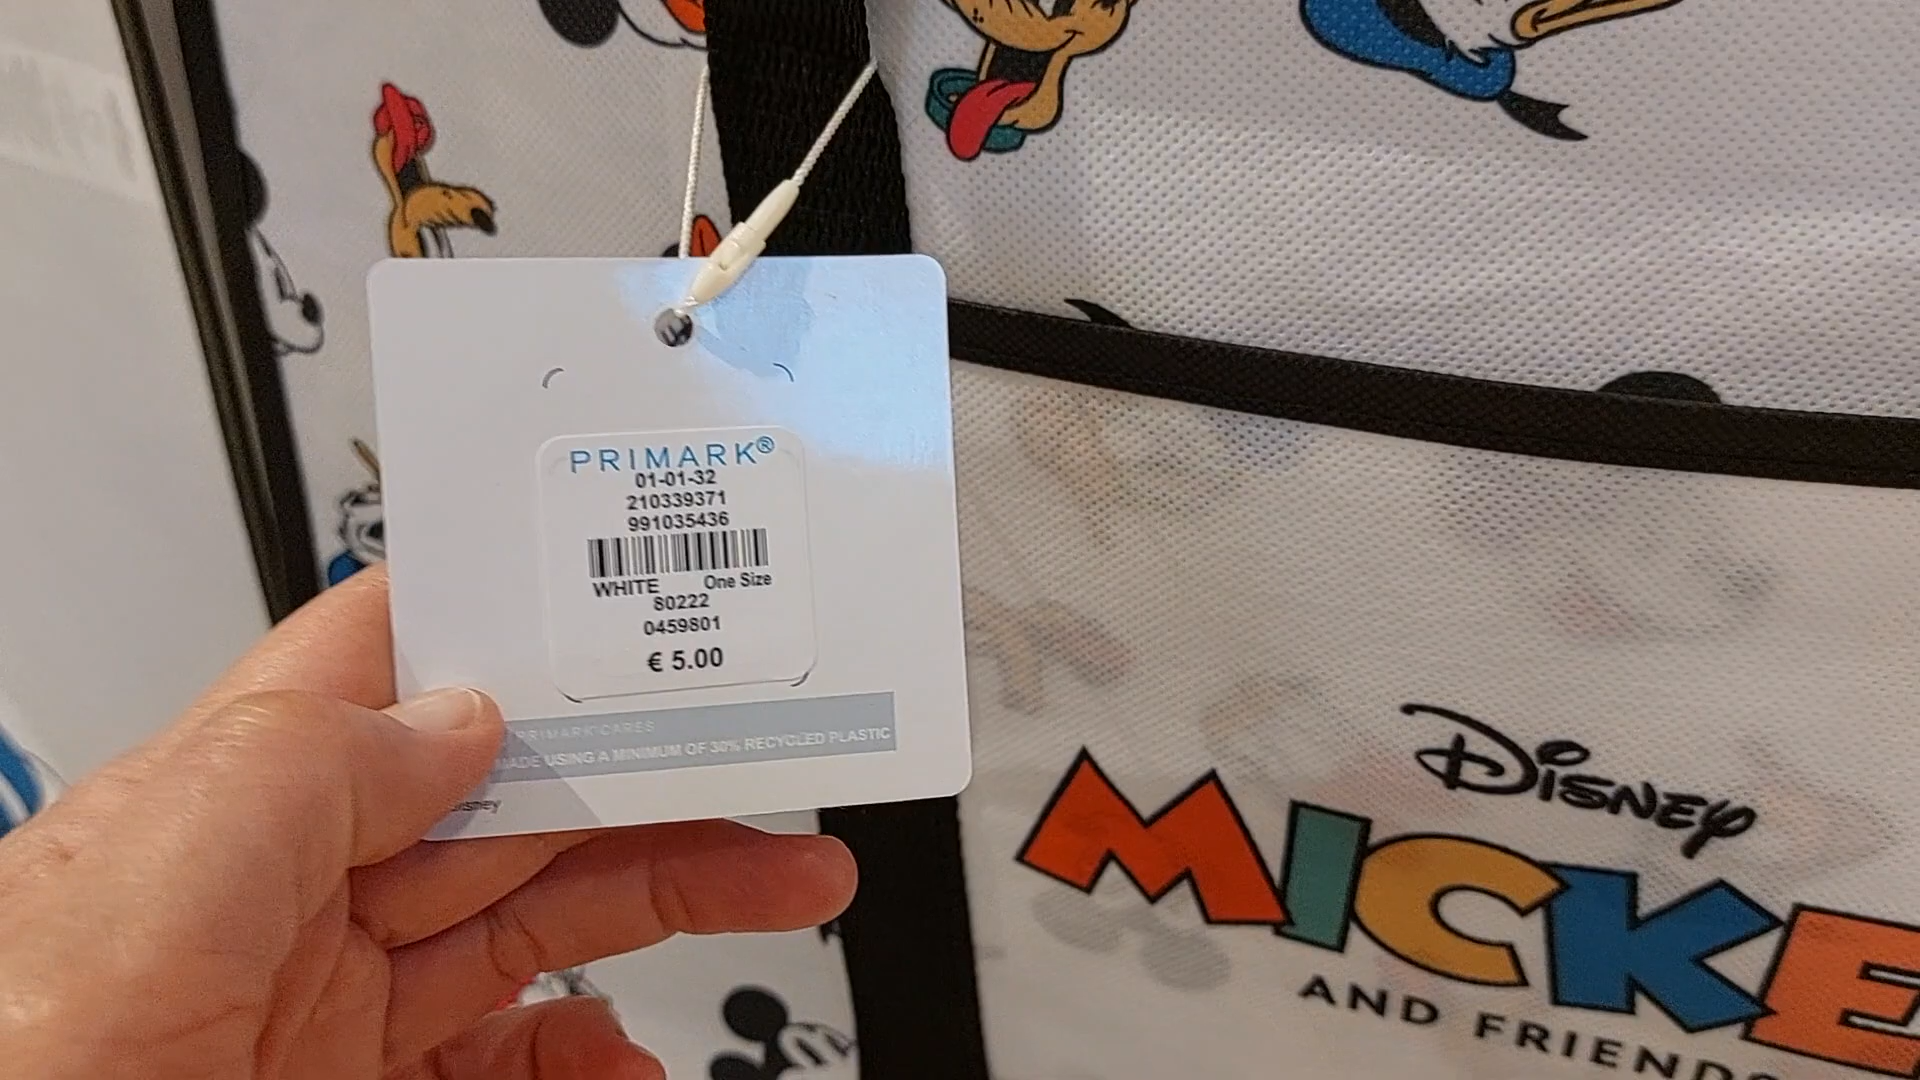 PRIMARK®
01-01-32
210339371
991035436
WHITE One Size
80222
0459801
€ 5.00
PRIMARK CARES
MADE USING A MINIMUM OF 30% RECYCLED PLASTIC
Disney
Disney
MICKE
AND FRIEND